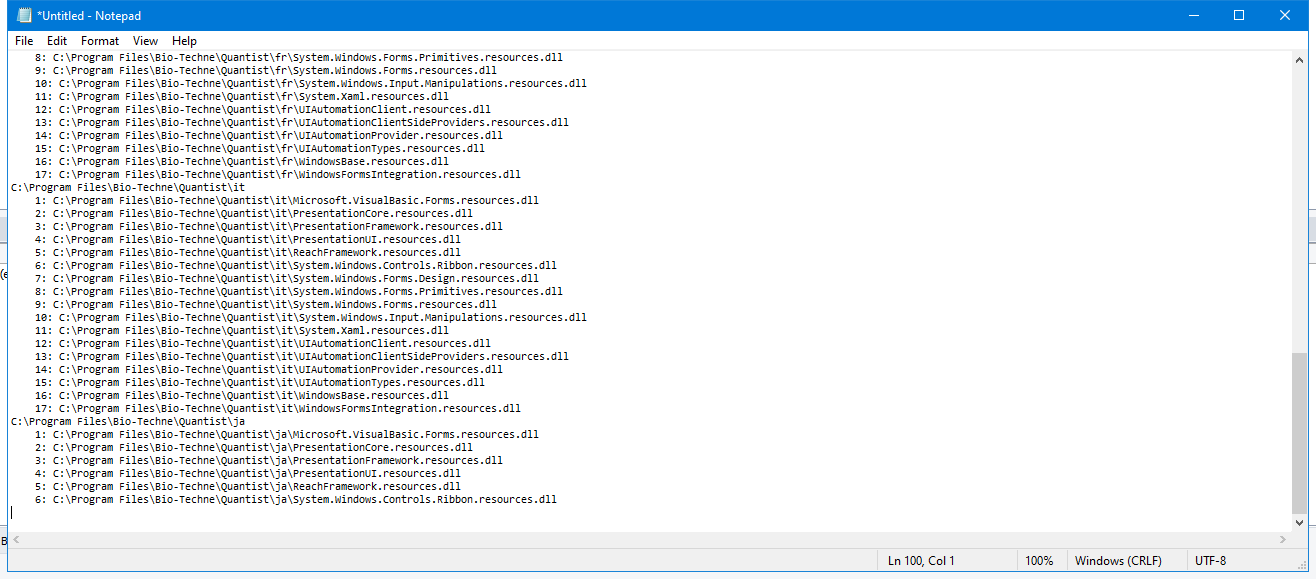 *Untitled - Notepad
File Edit Format View Help
8: C:\Program Files\Bio-Techne\Quantist\fr\System.Windows.Forms.Primitives.resources.dll
9: C:\Program Files\Bio-Techne\Quantist\fr\System.Windows.Forms.resources.dll
10: C:\Program Files\Bio-Techne\Quantist\fr\System.Windows.Input.Manipulations.resources.dll
11: C:\Program Files\Bio-Techne\Quantist\fr\System.Xaml.resources.dll
12: C:\Program Files\Bio-Techne\Quantist\fr\UIAutomationClient.resources.dll
13: C:\Program Files\Bio-Techne\Quantist\fr\UIAutomationClientSideProviders.resources.dll
14: C:\Program Files\Bio-Techne\Quantist\fr\UIAutomationProvider.resources.dll
15: C:\Program Files\Bio-Techne\Quantist\fr\UIAutomationTypes.resources.dll
16: C:\Program Files\Bio-Techne\Quantist\fr\WindowsBase.resources.dll
17: C:\Program Files\Bio-Techne\Quantist\fr\WindowsFormsIntegration.resources.dll
C:\Program Files\Bio-Techne\Quantist\it
1: C:\Program Files\Bio-Techne\Quantist\it\Microsoft.VisualBasic.Forms.resources.dll
2: C:\Program Files\Bio-Techne\Quantist\it\PresentationCore.resources.dll
3: C:\Program Files\Bio-Techne\Quantist\it\PresentationFramework.resources.dll
4: C:\Program Files\Bio-Techne\Quantist\it\PresentationUI.resources.dll
5: C:\Program Files\Bio-Techne\Quantist\it\ReachFramework.resources.dll
6: C:\Program Files\Bio-Techne\Quantist\it\System.Windows.Controls.Ribbon.resources.dll
7: C:\Program Files\Bio-Techne\Quantist\it\System.Windows.Forms.Design.resources.dll
8: C:\Program Files\Bio-Techne\Quantist\it\System.Windows.Forms.Primitives.resources.dll
9: C:\Program Files\Bio-Techne\Quantist\it\System.Windows.Forms.resources.dll
10: C:\Program Files\Bio-Techne\Quantist\it\System.Windows.Input.Manipulations.resources.dll
11: C:\Program Files\Bio-Techne\Quantist\it\System.Xaml.resources.dll
12: C:\Program Files\Bio-Techne\Quantist\it\UIAutomationClient.resources.dll
13: C:\Program Files\Bio-Techne\Quantist\it\UIAutomationClientSideProviders.resources.dll
14: C:\Program Files\Bio-Techne\Quantist\it\UIAutomationProvider.resources.dll
15: C:\Program Files\Bio-Techne\Quantist\it\UIAutomationTypes.resources.dll
16: C:\Program Files\Bio-Techne\Quantist\it\WindowsBase.resources.dll
17: C:\Program Files\Bio-Techne\Quantist\it\WindowsFormsIntegration.resources.dll
C:\Program Files\Bio-Techne\Quantist\ja
1: C:\Program Files\Bio-Techne\Quantist\ja\Microsoft.VisualBasic.Forms.resources.dll
2: C:\Program Files\Bio-Techne\Quantist\ja\PresentationCore.resources.dll
3: C:\Program Files\Bio-Techne\Quantist\ja\PresentationFramework.resources.dll
4: C:\Program Files\Bio-Techne\Quantist\ja\PresentationUI.resources.dll
5: C:\Program Files\Bio-Techne\Quantist\ja\ReachFramework.resources.dll
6: C:\Program Files\Bio-Techne\Quantist\ja\System.Windows.Controls.Ribbon.resources.dll
Ln 100, Col 1 100% Windows (CRLF) UTF-8